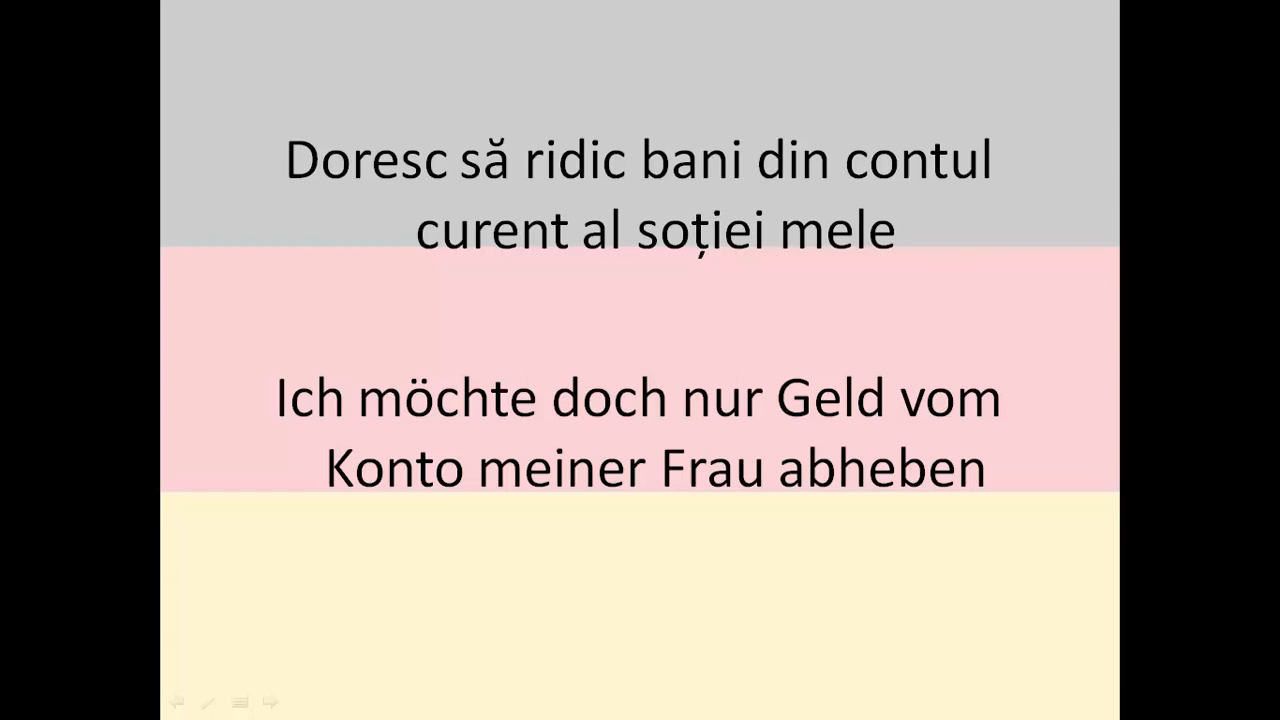 Doresc să ridic bani din contul
curent al soției mele
Ich möchte doch nur Geld vom
Konto meiner Frau abheben